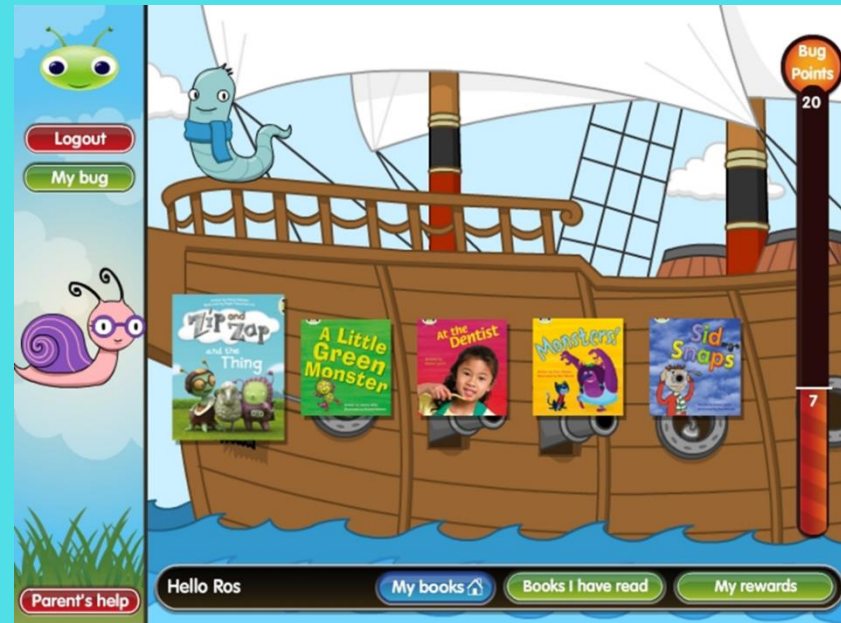 Bug
Points
20
Logout
My bug
Zip and
Zap
and the
Thing
A Little
Green
Monster
At the
Dentist
Monsters!
Sid
Snaps
7
Hello Ros
My books
Books I have read
My rewards
Parent's help